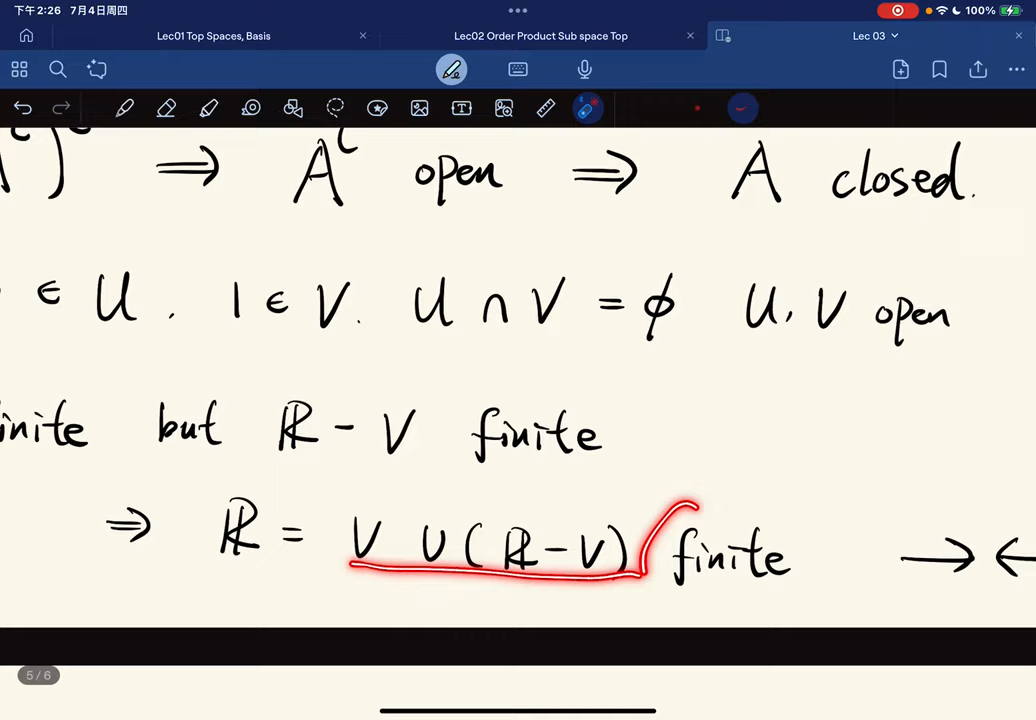 下午2:26 7月4日周四
100%
Lec01 Top Spaces, Basis
Lec02 Order Product Sub space Top
Lec 03
)ᶜ ⇒ Aᶜ open ⇒ A closed.
∈ U. 1 ∈ V. U ∩ V = ϕ U, V open
but ℝ - V finite
⇒ ℝ = V ∪ (ℝ - V) finite →←
5 / 6